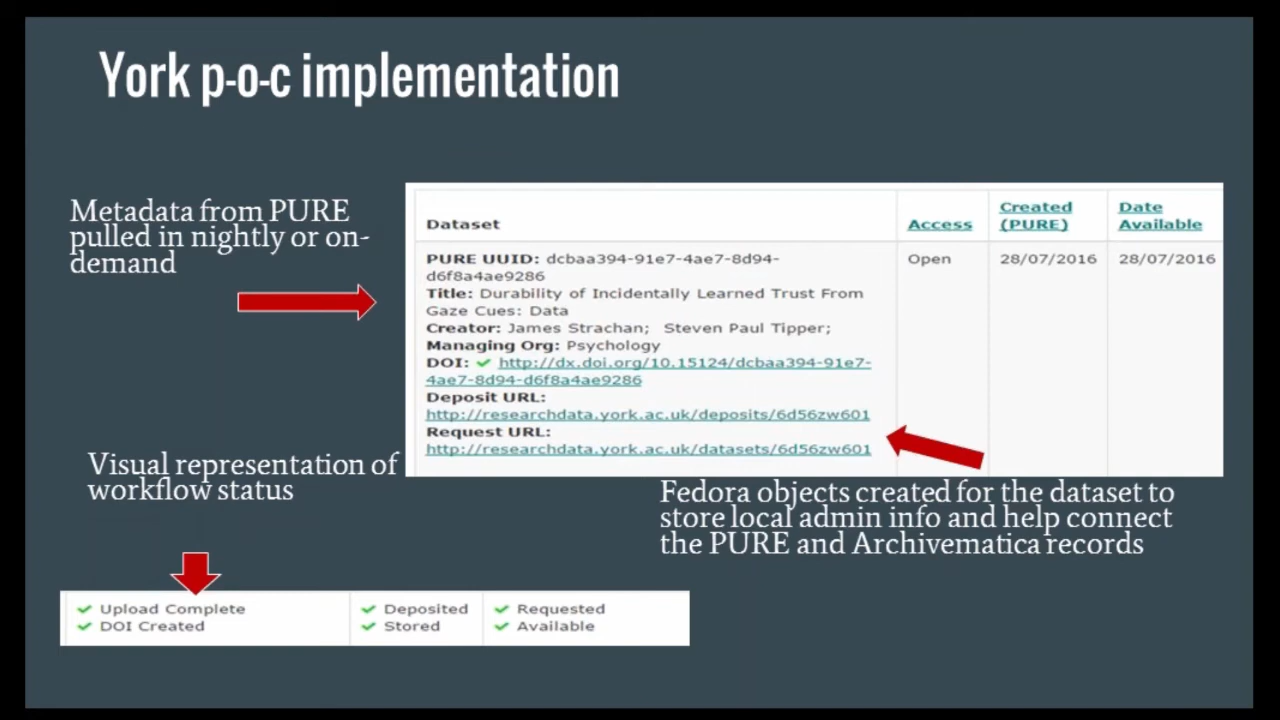 York p-o-c implementation
Metadata from PURE
pulled in nightly or on-
demand
Dataset
Access
Created
(PURE)
Date
Available
PURE UUID: dcbaa394-91e7-4ae7-8d94-
d6f8a4ae9286
Title: Durability of Incidentally Learned Trust From
Gaze Cues: Data
Creator: James Strachan; Steven Paul Tipper;
Managing Org: Psychology
DOI: ✔ http://dx.doi.org/10.15124/dcbaa394-91e7-
4ae7-8d94-d6f8a4ae9286
Deposit URL:
http://researchdata.york.ac.uk/deposits/6d56zw601
Request URL:
http://researchdata.york.ac.uk/datasets/6d56zw601
Open
28/07/2016
28/07/2016
Visual representation of
workflow status
Fedora objects created for the dataset to
store local admin info and help connect
the PURE and Archivematica records
✔ Upload Complete
✔ DOI Created
✔ Deposited
✔ Stored
✔ Requested
✔ Available